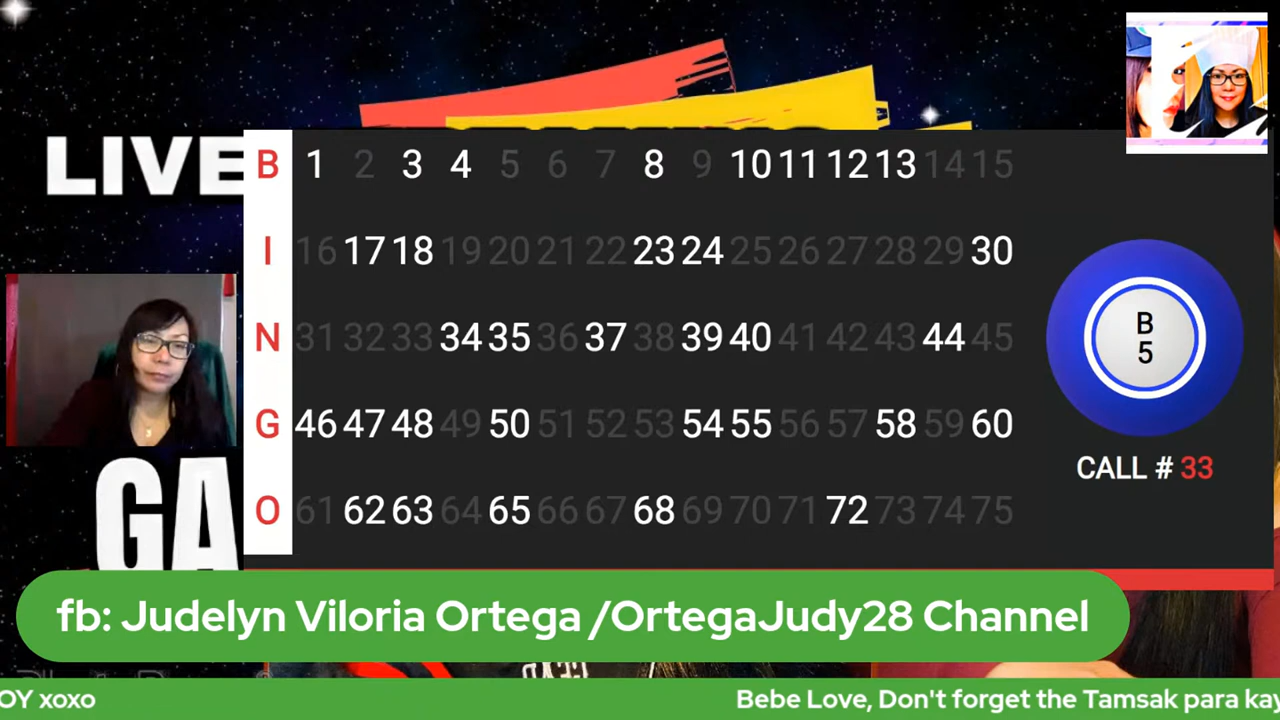 LIVE
B 1 2 3 4 5 6 7 8 9 10 11 12 13 14 15
I 16 17 18 19 20 21 22 23 24 25 26 27 28 29 30
N 31 32 33 34 35 36 37 38 39 40 41 42 43 44 45
G 46 47 48 49 50 51 52 53 54 55 56 57 58 59 60
O 61 62 63 64 65 66 67 68 69 70 71 72 73 74 75
B
5
CALL # 33
GA
fb: Judelyn Viloria Ortega /OrtegaJudy28 Channel
OY xoxo
Bebe Love, Don't forget the Tamsak para kay